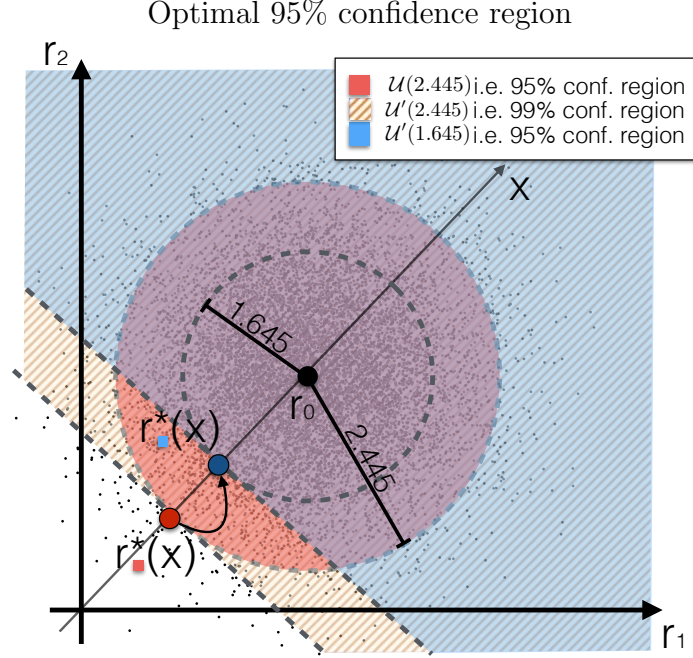 Optimal 95% confidence region
r₂
𝒰(2.445) i.e. 95% conf. region
𝒰′(2.445) i.e. 99% conf. region
𝒰′(1.645) i.e. 95% conf. region
x
1.645
r₀
r*(x)
2.445
r*(x)
r₁